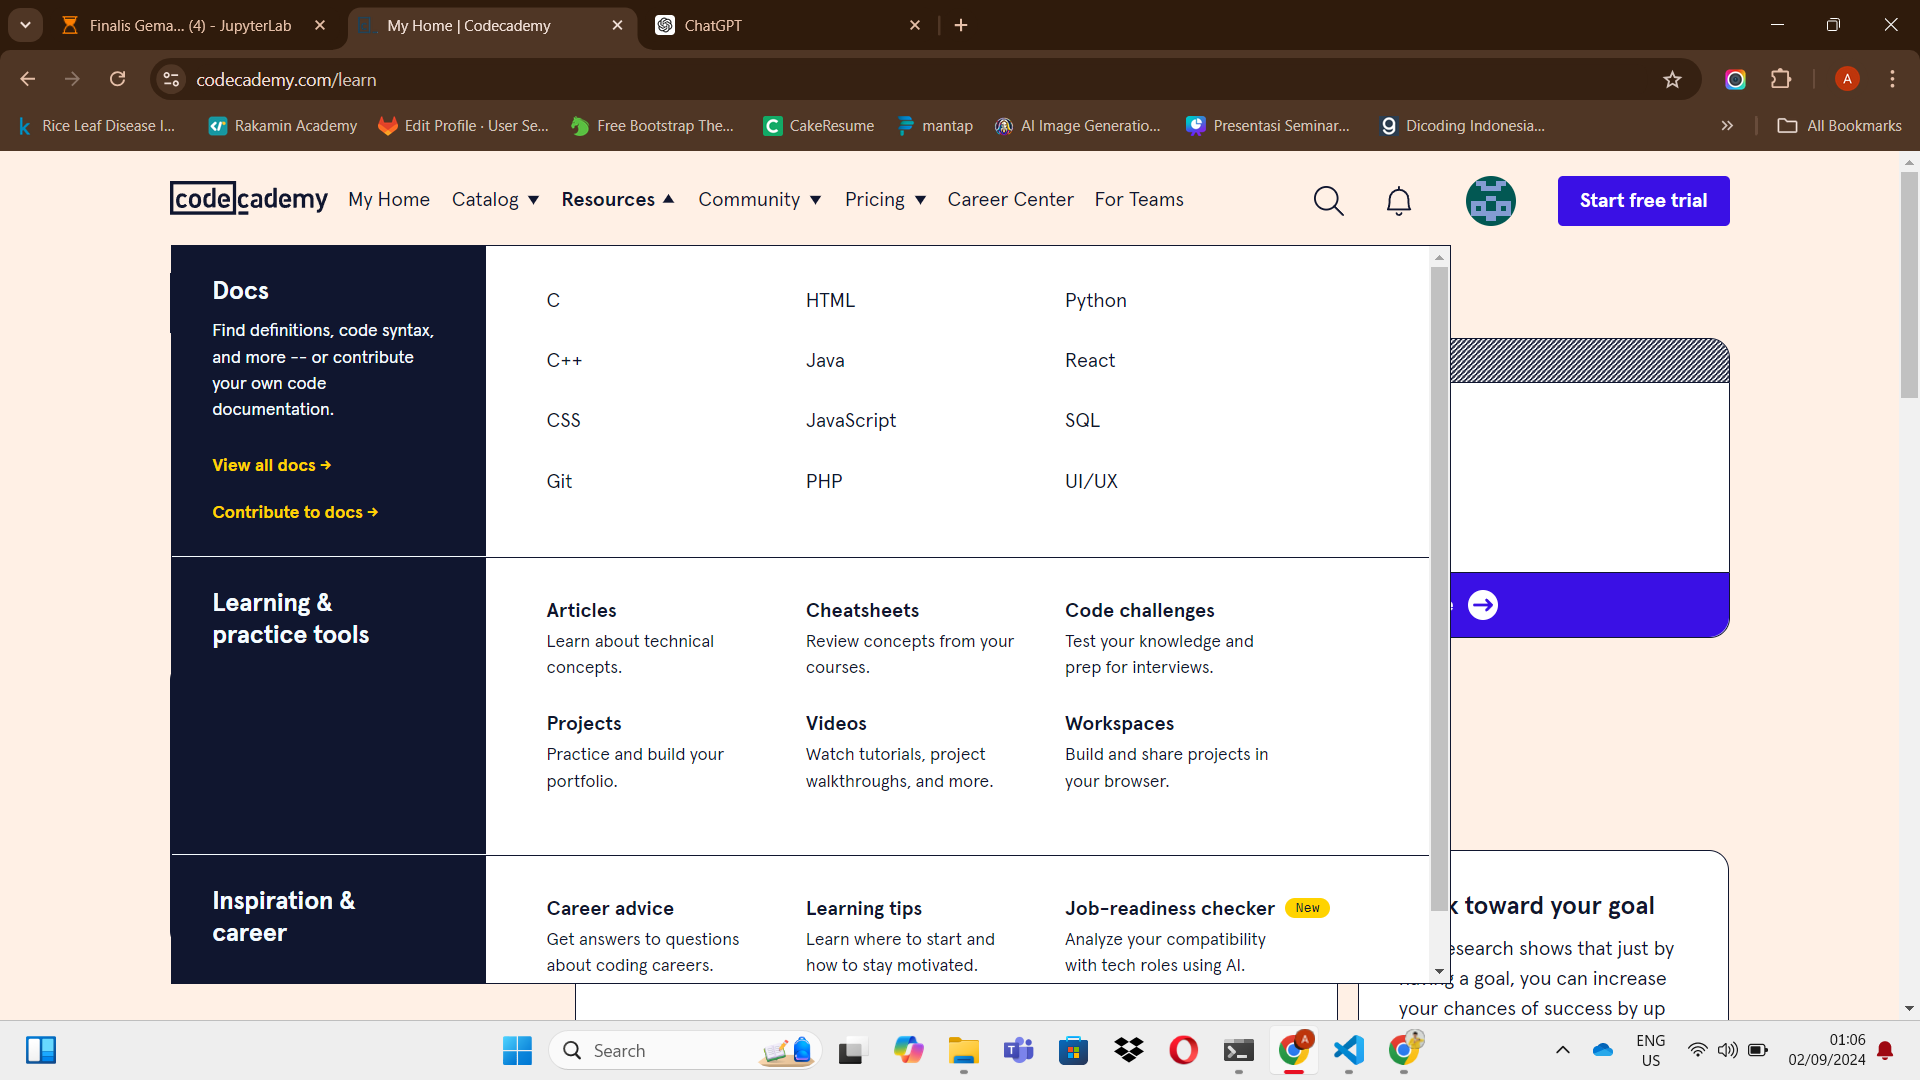 Finalis Gema... (4) - JupyterLab
My Home | Codecademy
ChatGPT
codecademy.com/learn
A
Rice Leaf Disease I...
Rakamin Academy
Edit Profile · User Se...
Free Bootstrap The...
CakeResume
mantap
AI Image Generatio...
Presentasi Seminar...
Dicoding Indonesia...
All Bookmarks
codecademy
My Home
Catalog
Resources
Community
Pricing
Career Center
For Teams
Start free trial
Docs
Find definitions, code syntax,
and more -- or contribute
your own code
documentation.
View all docs →
Contribute to docs →
C
HTML
Python
C++
Java
React
CSS
JavaScript
SQL
Git
PHP
UI/UX
Learning &
practice tools
Articles
Learn about technical
concepts.
Cheatsheets
Review concepts from your
courses.
Code challenges
Test your knowledge and
prep for interviews.
Projects
Practice and build your
portfolio.
Videos
Watch tutorials, project
walkthroughs, and more.
Workspaces
Build and share projects in
your browser.
Inspiration &
career
Career advice
Get answers to questions
about coding careers.
Learning tips
Learn where to start and
how to stay motivated.
Job-readiness checker New
Analyze your compatibility
with tech roles using AI.
toward your goal
shows that just by
a goal, you can increase
your chances of success by up
Search
A
ENG
US
01:06
02/09/2024